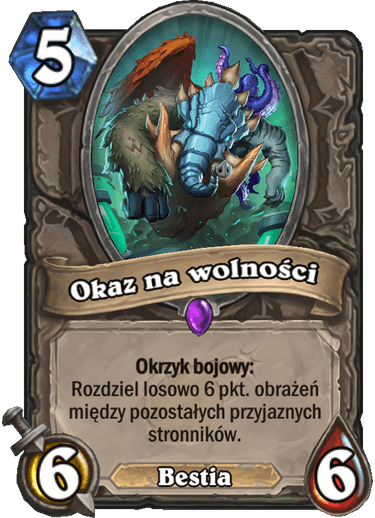 5
Okaz na wolności
Okrzyk bojowy:
Rozdziel losowo 6 pkt. obrażeń
między pozostałych przyjaznych
stronników.
6
Bestia
6